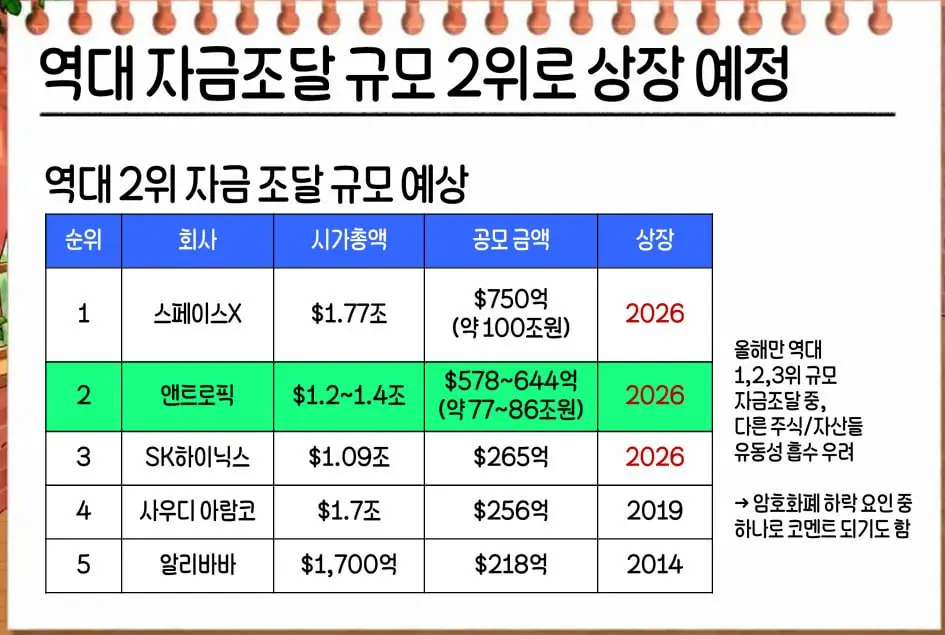 역대 자금조달 규모 2위로 상장 예정
역대 2위 자금 조달 규모 예상
순위 회사 시가총액 공모 금액 상장
1 스페이스X $1.77조 $750억 2026
(약 100조원)
2 앤트로픽 $1.2~1.4조 $578~644억 2026
(약 77~86조원)
3 SK하이닉스 $1.09조 $265억 2026
4 사우디 아람코 $1.7조 $256억 2019
5 알리바바 $1,700억 $218억 2014
올해만 역대
1,2,3위 규모
자금조달 중,
다른 주식/자산들
유동성 흡수 우려
→ 암호화폐 하락 요인 중
하나로 코멘트 되기도 함